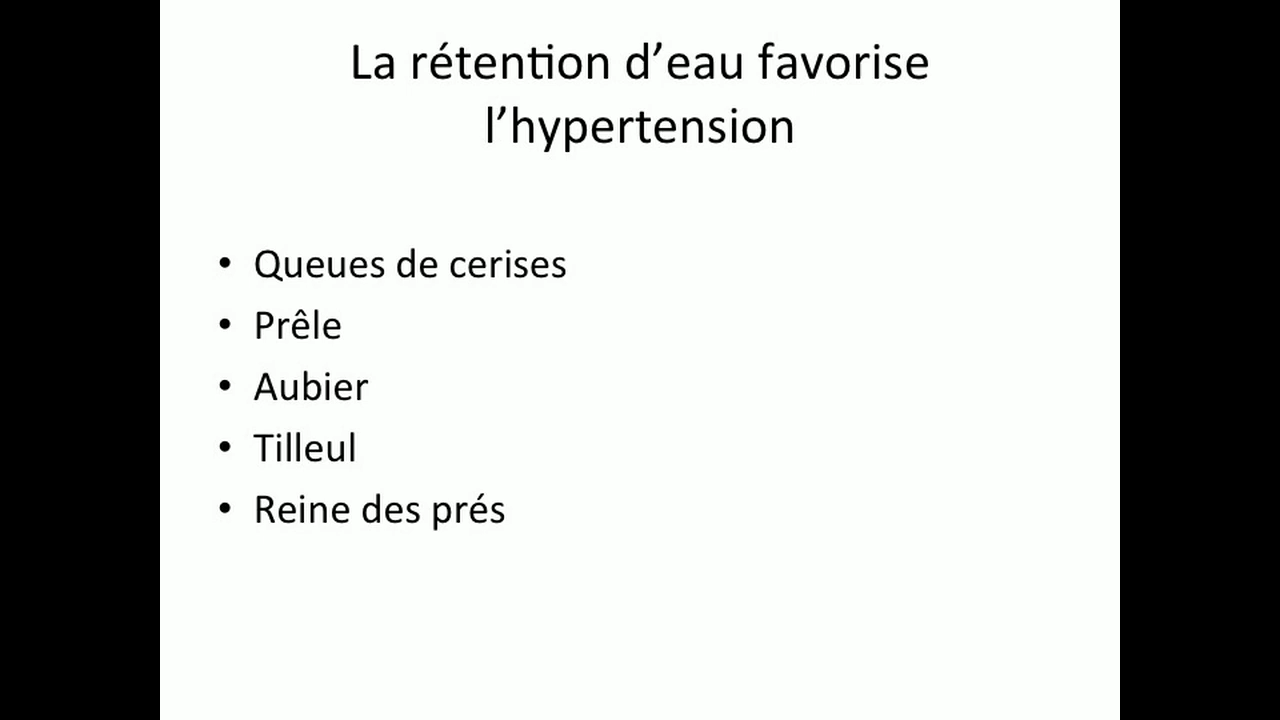 La rétention d’eau favorise
l’hypertension
• Queues de cerises
• Prêle
• Aubier
• Tilleul
• Reine des prés